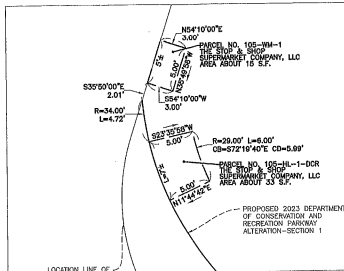 N54°10'00"E
3.00'
PARCEL NO. 105-WM-1
THE STOP & SHOP
SUPERMARKET COMPANY, LLC
AREA ABOUT 15 S.F.
5'±
5.00'
N35°49'56"W
S35°50'00"E
2.01'
S54°10'00"W
3.00'
R=34.00'
L=4.72'
S23°35'56"W
5.00'
R=29.00' L=6.00'
CB=S72°19'40"E CD=5.99'
PARCEL NO. 105-HL-1-DCR
THE STOP & SHOP
SUPERMARKET COMPANY, LLC
AREA ABOUT 33 S.F.
7'±
5.00'
N11°44'42"E
PROPOSED 2023 DEPARTMENT
OF CONSERVATION AND
RECREATION PARKWAY
ALTERATION-SECTION 1
LOCATION LINE OF